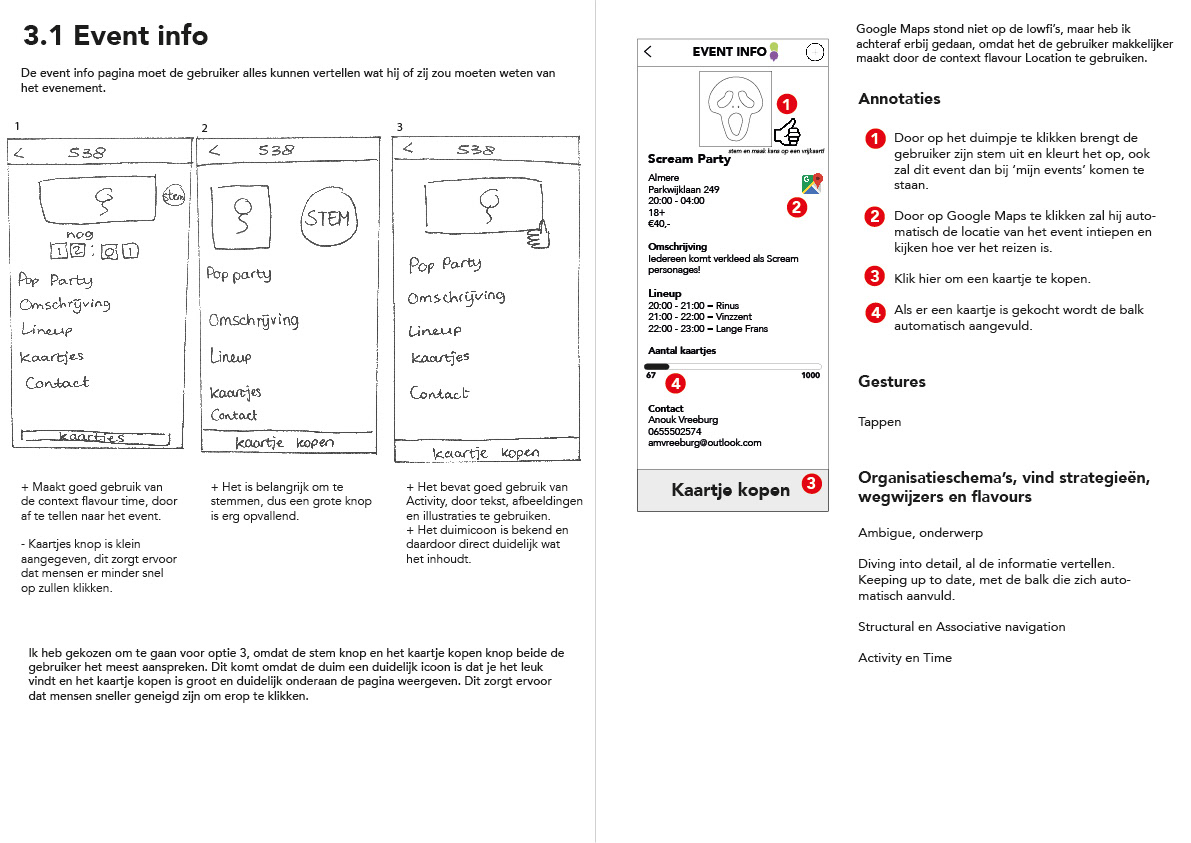 3.1 Event info
De event info pagina moet de gebruiker alles kunnen vertellen wat hij of zij zou moeten weten van
het evenement.
1
< 538
stem
nog
12:01
Pop Party
Omschrijving
Lineup
kaartjes
Contact
kaartjes
2
< 538
STEM
Pop party
Omschrijving
Lineup
kaartjes
Contact
kaartje kopen
3
< 538
Pop Party
Omschrijving
Lineup
kaartjes
Contact
kaartje kopen
+ Maakt goed gebruik van
de context flavour time, door
af te tellen naar het event.
- Kaartjes knop is klein
aangegeven, dit zorgt ervoor
dat mensen er minder snel
op zullen klikken.
+ Het is belangrijk om te
stemmen, dus een grote knop
is erg opvallend.
+ Het bevat goed gebruik van
Activity, door tekst, afbeeldingen
en illustraties te gebruiken.
+ Het duimicoon is bekend en
daardoor direct duidelijk wat
het inhoudt.
Ik heb gekozen om te gaan voor optie 3, omdat de stem knop en het kaartje kopen knop beide de
gebruiker het meest aanspreken. Dit komt omdat de duim een duidelijk icoon is dat je het leuk
vindt en het kaartje kopen is groot en duidelijk onderaan de pagina weergeven. Dit zorgt ervoor
dat mensen sneller geneigd zijn om erop te klikken.
< EVENT INFO
1
stem en maak kans op een vrijkaart!
Scream Party
Almere
Parkwijklaan 249
20:00 - 04:00
18+
€40,-
G
2
Omschrijving
Iedereen komt verkleed als Scream
personages!
Lineup
20:00 - 21:00 = Rinus
21:00 - 22:00 = Vinzzent
22:00 - 23:00 = Lange Frans
Aantal kaartjes
67 1000
4
Contact
Anouk Vreeburg
0655502574
amvreeburg@outlook.com
Kaartje kopen 3
Google Maps stond niet op de lowfi's, maar heb ik
achteraf erbij gedaan, omdat het de gebruiker makkelijker
maakt door de context flavour Location te gebruiken.
Annotaties
1 Door op het duimpje te klikken brengt de
gebruiker zijn stem uit en kleurt het op, ook
zal dit event dan bij 'mijn events' komen te
staan.
2 Door op Google Maps te klikken zal hij auto-
matisch de locatie van het event intiepen en
kijken hoe ver het reizen is.
3 Klik hier om een kaartje te kopen.
4 Als er een kaartje is gekocht wordt de balk
automatisch aangevuld.
Gestures
Tappen
Organisatieschema's, vind strategieën,
wegwijzers en flavours
Ambigue, onderwerp
Diving into detail, al de informatie vertellen.
Keeping up to date, met de balk die zich auto-
matisch aanvuld.
Structural en Associative navigation
Activity en Time